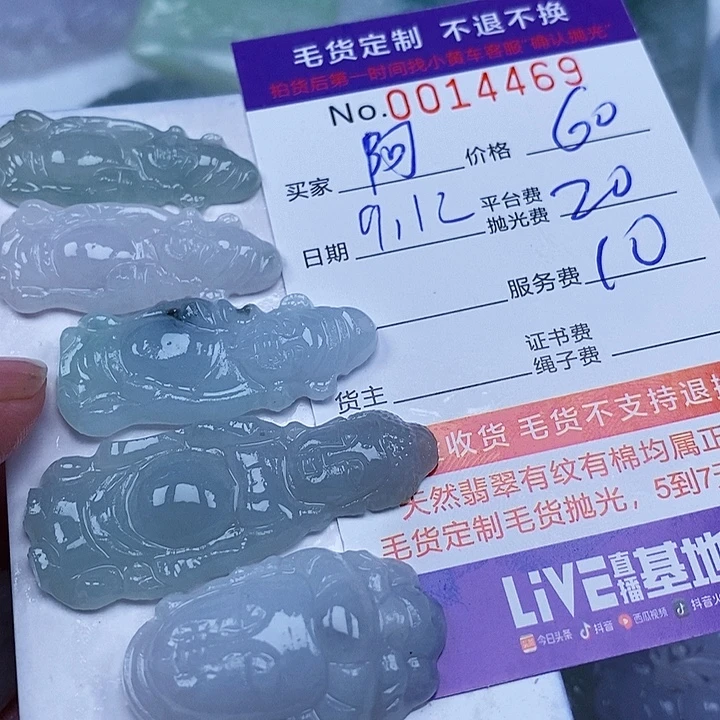 毛货定制 不退不换
拍货后第一时间找小黄车客服"确认抛光"
No.0014469
买家 阿 价格 60
日期 9.12 平台费 抛光费 20
服务费 10
证书费
绳子费
货主
收货 毛货不支持退
天然翡翠有纹有棉均属正
毛货定制毛货抛光，5到7
LiVE直播基地
今日头条 抖音 西瓜视频 抖音火